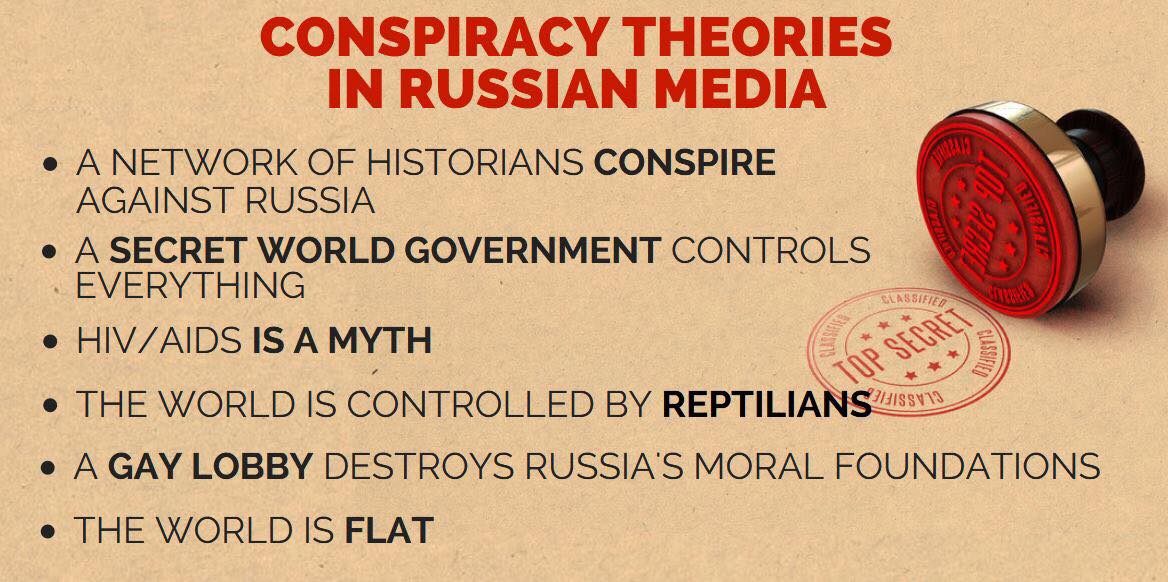 CONSPIRACY THEORIES
IN RUSSIAN MEDIA
• A NETWORK OF HISTORIANS CONSPIRE
AGAINST RUSSIA
• A SECRET WORLD GOVERNMENT CONTROLS
EVERYTHING
• HIV/AIDS IS A MYTH
• THE WORLD IS CONTROLLED BY REPTILIANS
• A GAY LOBBY DESTROYS RUSSIA'S MORAL FOUNDATIONS
• THE WORLD IS FLAT
CLASSIFIED
TOP SECRET
CLASSIFIED
CLASSIFIED
CLASSIFIED
CLASSIFIED
TOP SECRET
CLASSIFIED
CLASSIFIED
CLASSIFIED